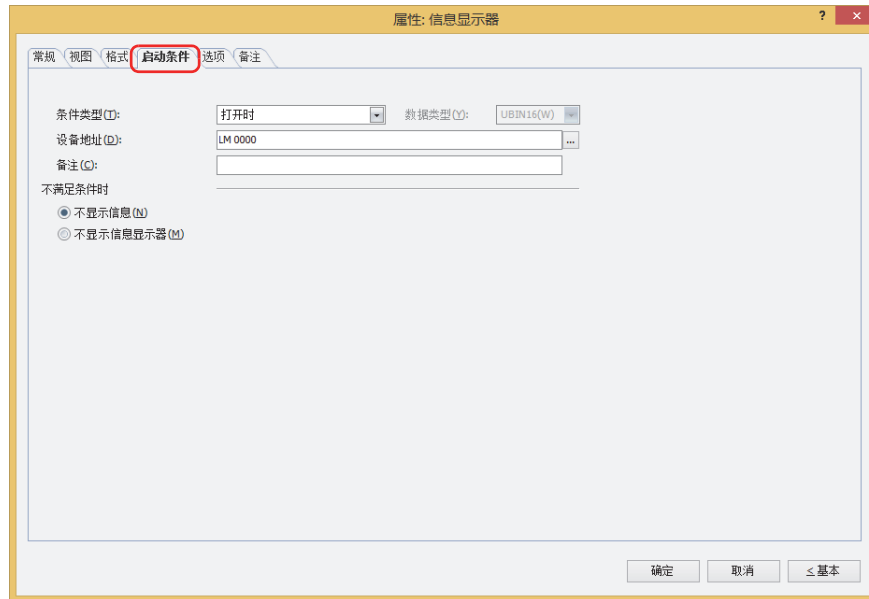 属性: 信息显示器 ? ×
常规 视图 格式 启动条件 选项 备注
条件类型(T): 打开时 数据类型(Y): UBIN16(W)
设备地址(D): LM 0000 ...
备注(C):
不满足条件时
不显示信息(N)
不显示信息显示器(M)
确定 取消 ≤基本